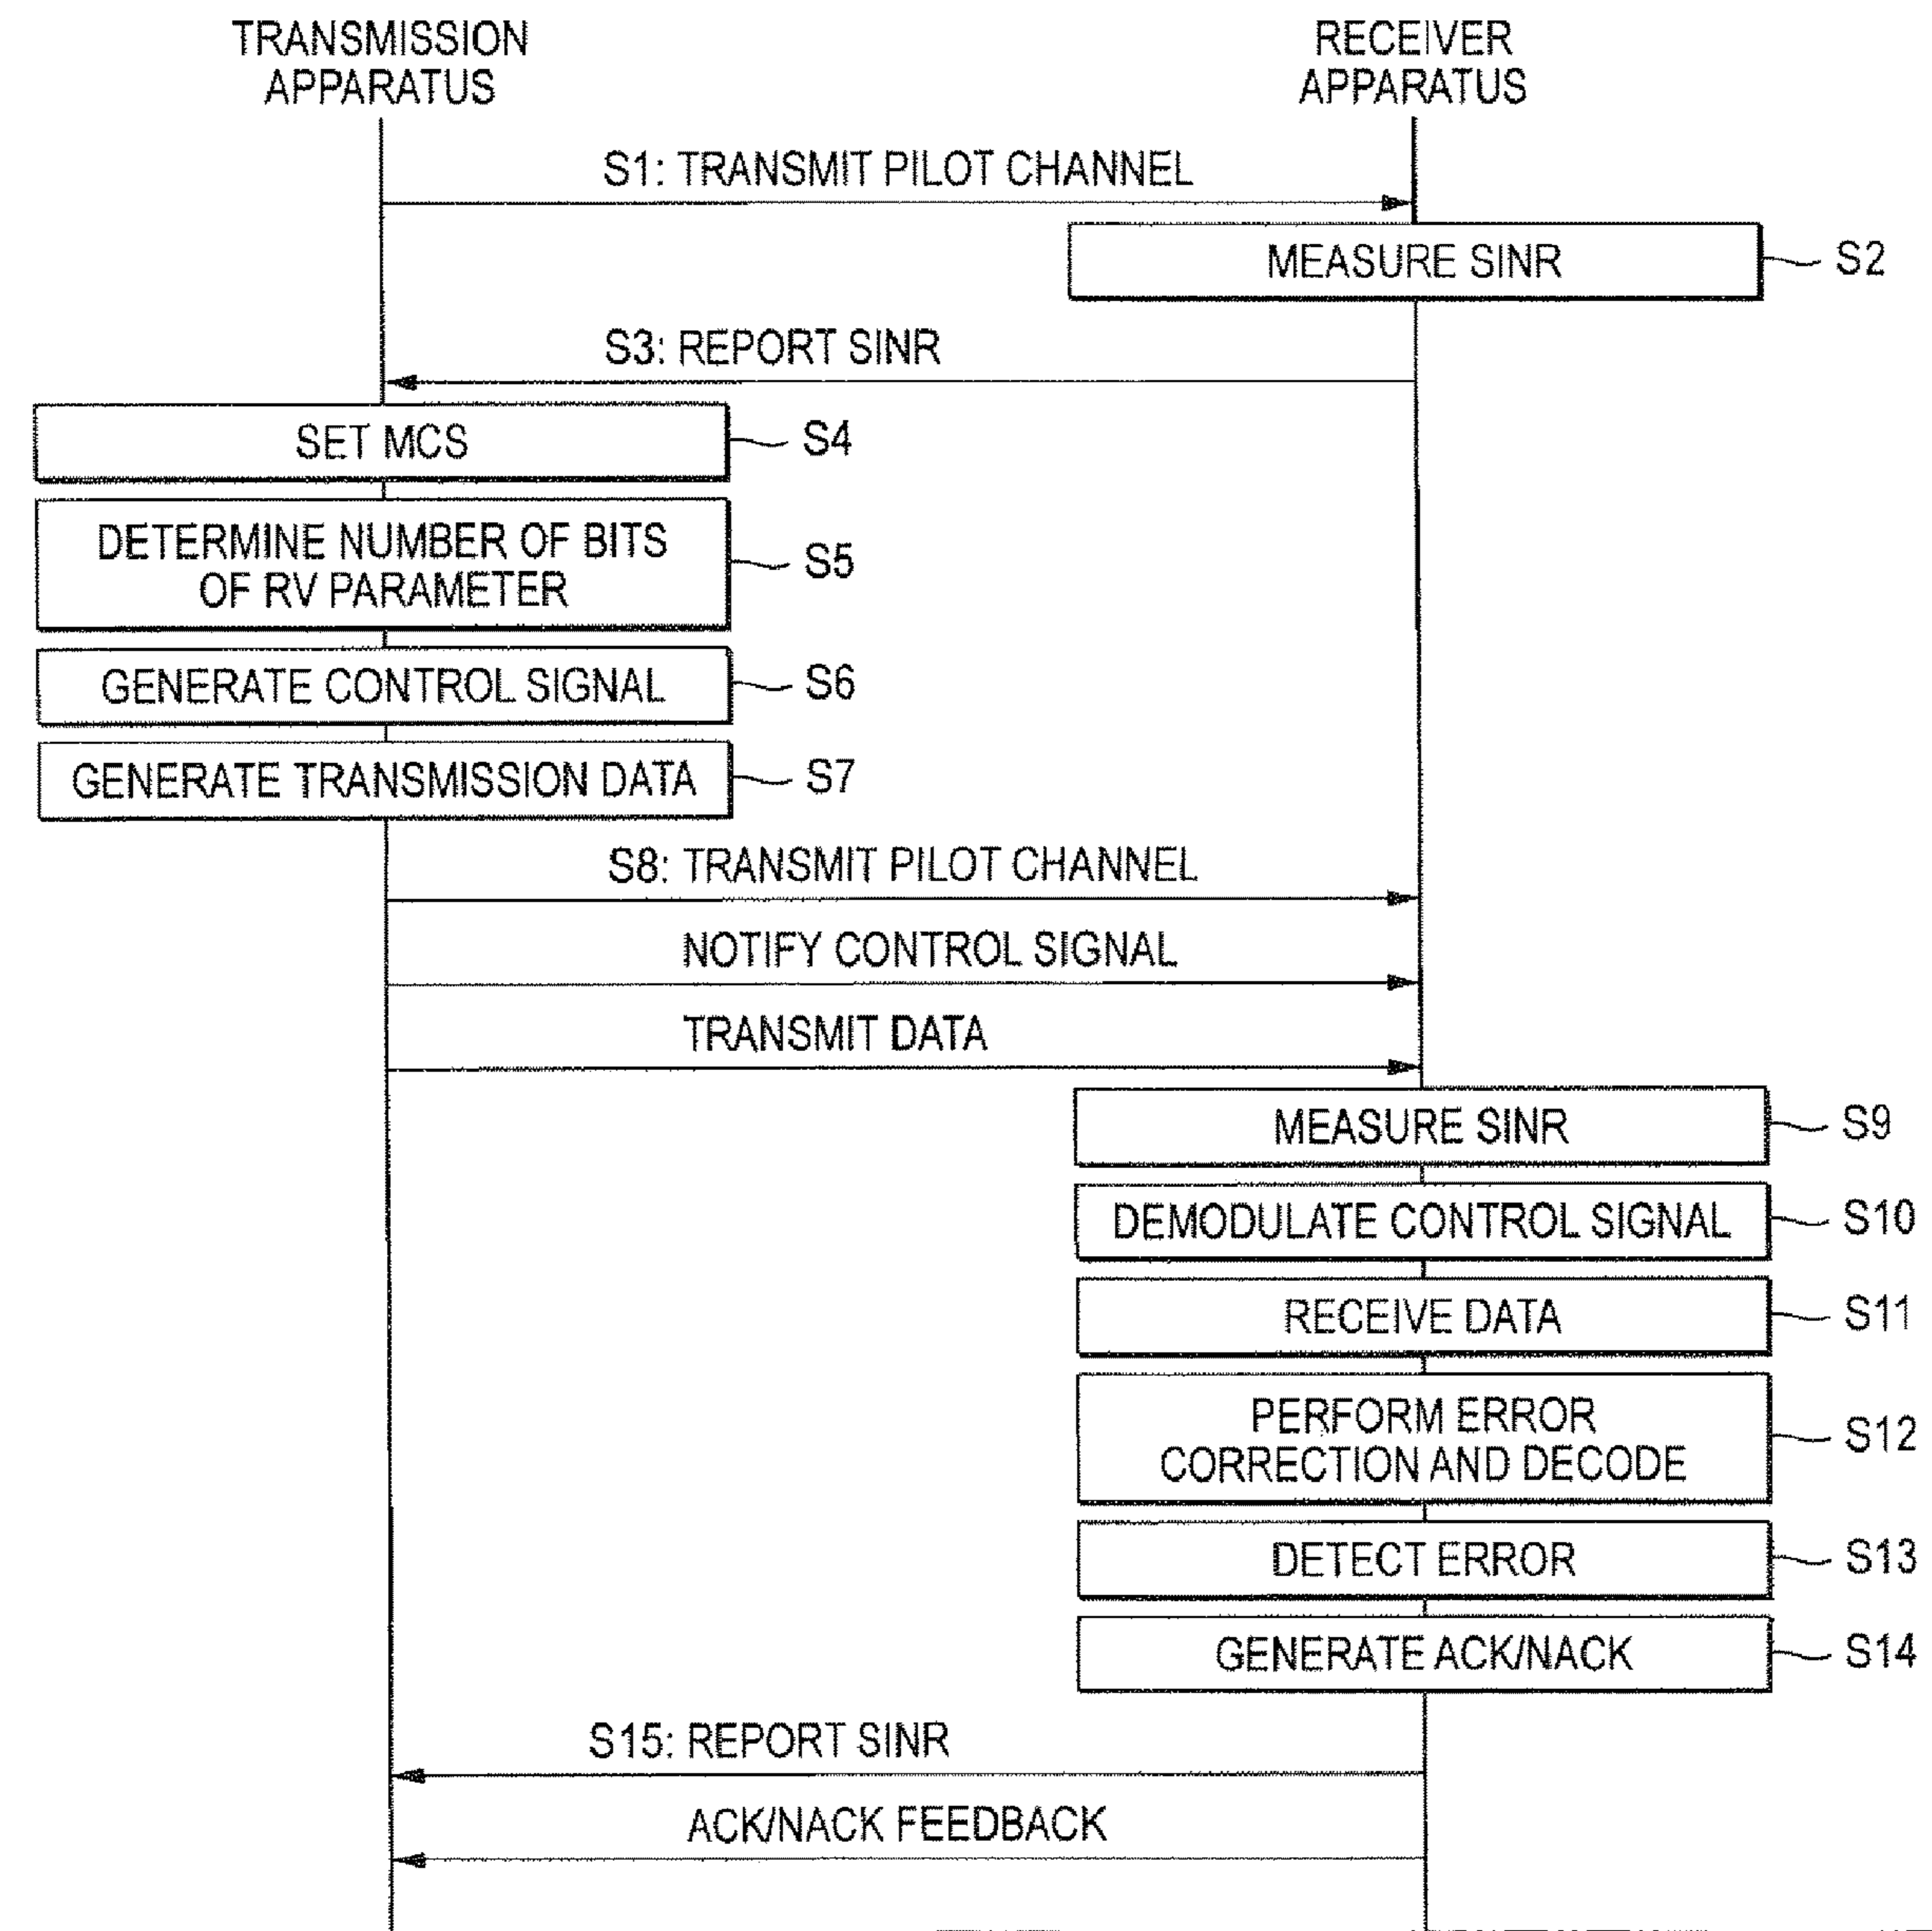 TRANSMISSION
APPARATUS
RECEIVER
APPARATUS
S1: TRANSMIT PILOT CHANNEL
MEASURE SINR
S2
S3: REPORT SINR
SET MCS
S4
DETERMINE NUMBER OF BITS
OF RV PARAMETER
S5
GENERATE CONTROL SIGNAL
S6
GENERATE TRANSMISSION DATA
S7
S8: TRANSMIT PILOT CHANNEL
NOTIFY CONTROL SIGNAL
TRANSMIT DATA
MEASURE SINR
S9
DEMODULATE CONTROL SIGNAL
S10
RECEIVE DATA
S11
PERFORM ERROR
CORRECTION AND DECODE
S12
DETECT ERROR
S13
GENERATE ACK/NACK
S14
S15: REPORT SINR
ACK/NACK FEEDBACK